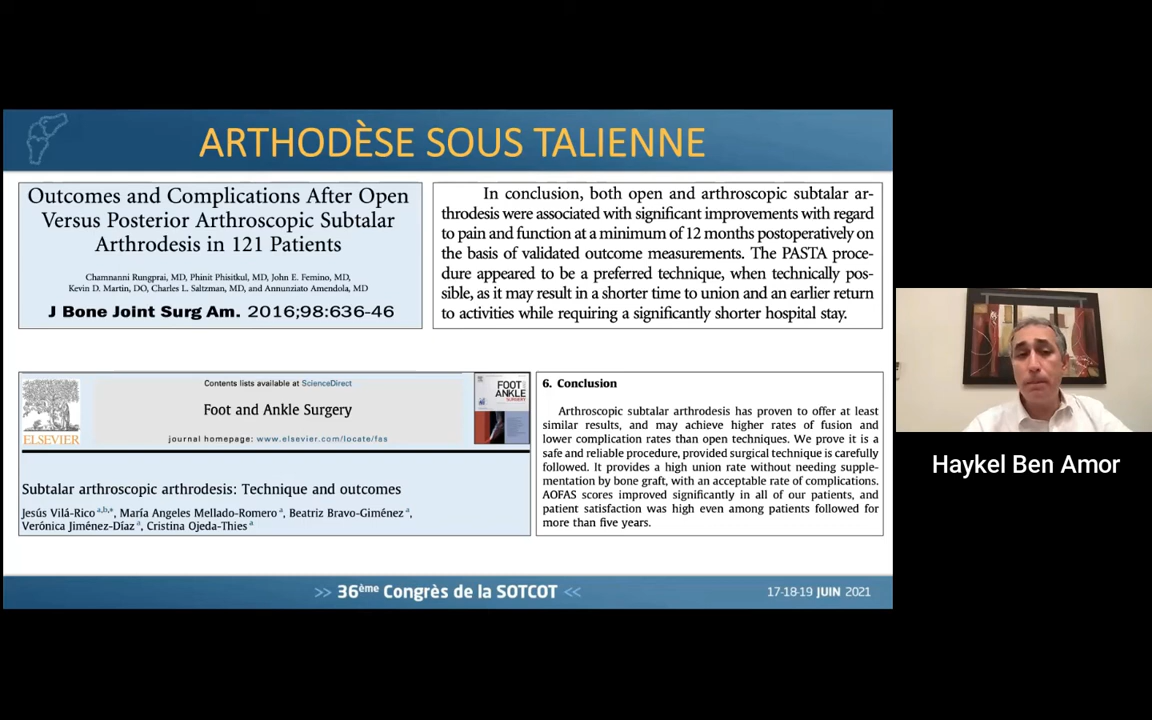 ARTHODÈSE SOUS TALIENNE
Outcomes and Complications After Open
Versus Posterior Arthroscopic Subtalar
Arthrodesis in 121 Patients
Chamnanni Rungprai, MD, Phinit Phisitkul, MD, John E. Femino, MD,
Kevin D. Martin, DO, Charles L. Saltzman, MD, and Annunziato Amendola, MD
J Bone Joint Surg Am. 2016;98:636-46
In conclusion, both open and arthroscopic subtalar ar-
throdesis were associated with significant improvements with regard
to pain and function at a minimum of 12 months postoperatively on
the basis of validated outcome measurements. The PASTA proce-
dure appeared to be a preferred technique, when technically pos-
sible, as it may result in a shorter time to union and an earlier return
to activities while requiring a significantly shorter hospital stay.
Contents lists available at ScienceDirect
Foot and Ankle Surgery
journal homepage: www.elsevier.com/locate/fas
ELSEVIER
FOOT
ANKLE
SURGERY
Subtalar arthroscopic arthrodesis: Technique and outcomes
Jesús Vilá-Rico a,b,*, María Angeles Mellado-Romero a, Beatriz Bravo-Giménez a,
Verónica Jiménez-Díaz a, Cristina Ojeda-Thies a
6. Conclusion
Arthroscopic subtalar arthrodesis has proven to offer at least
similar results, and may achieve higher rates of fusion and
lower complication rates than open techniques. We prove it is a
safe and reliable procedure, provided surgical technique is carefully
followed. It provides a high union rate without needing supple-
mentation by bone graft, with an acceptable rate of complications.
AOFAS scores improved significantly in all of our patients, and
patient satisfaction was high even among patients followed for
more than five years.
Haykel Ben Amor
>> 36ème Congrès de la SOTCOT <<
17-18-19 JUIN 2021